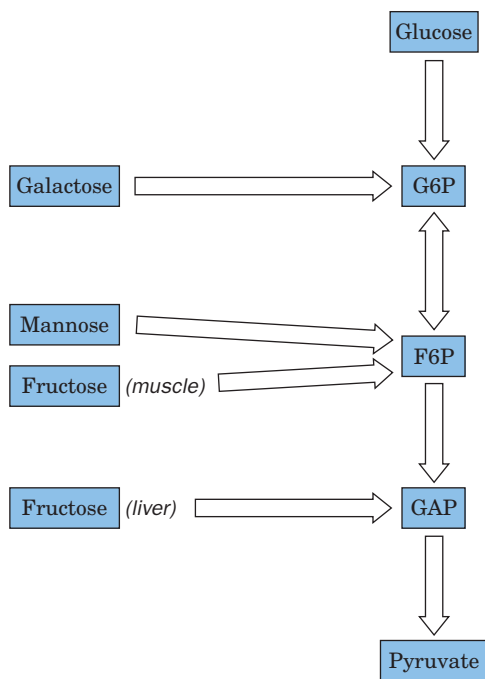 Glucose
Galactose
G6P
Mannose
F6P
Fructose (muscle)
Fructose (liver)
GAP
Pyruvate